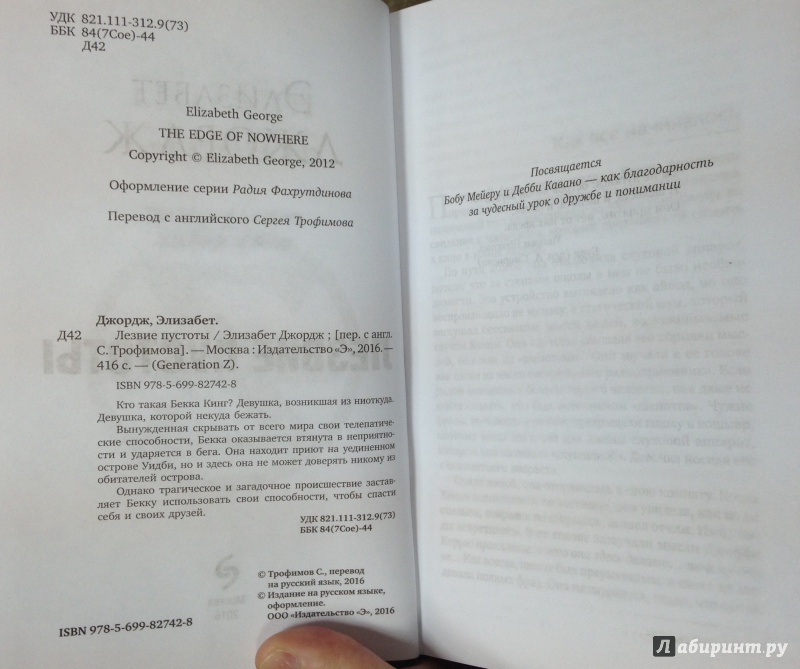 УДК 821.111-312.9(73)
ББК 84(7Сое)-44
Д42
Elizabeth George
THE EDGE OF NOWHERE
Copyright © Elizabeth George, 2012
Оформление серии Радия Фахрутдинова
Перевод с английского Сергея Трофимова
Джордж, Элизабет.
Д42 Лезвие пустоты / Элизабет Джордж ; [пер. с англ.
С. Трофимова]. — Москва : Издательство «Э», 2016. —
416 с. — (Generation Z).
ISBN 978-5-699-82742-8
Кто такая Бекка Кинг? Девушка, возникшая из ниоткуда.
Девушка, которой некуда бежать.
Вынужденная скрывать от всего мира свои телепатиче-
ские способности, Бекка оказывается втянута в неприятно-
сти и ударяется в бега. Она находит приют на уединенном
острове Уидби, но и здесь она не может доверять никому из
обитателей острова.
Однако трагическое и загадочное происшествие застав-
ляет Бекку использовать свои способности, чтобы спасти
себя и своих друзей.
УДК 821.111-312.9(73)
ББК 84(7Сое)-44
© Трофимов С., перевод
на русский язык, 2016
© Издание на русском языке,
оформление.
ООО «Издательство «Э», 2016
ISBN 978-5-699-82742-8
Посвящается
Бобу Мейеру и Дебби Кавано — как благодарность
за чудесный урок о дружбе и понимании
Лабиринт.ру